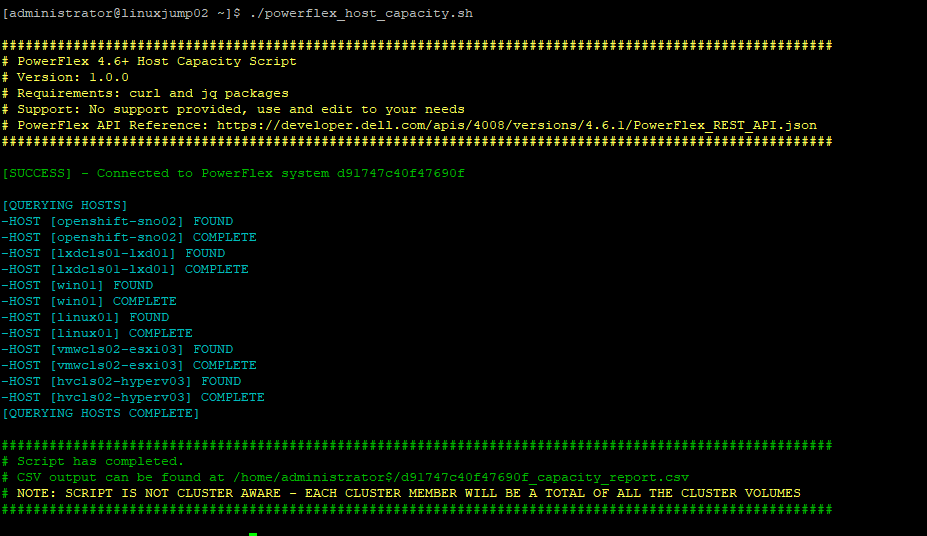 [administrator@linuxjump02 ~]$ ./powerflex_host_capacity.sh
########################################################################################################
# PowerFlex 4.6+ Host Capacity Script
# Version: 1.0.0
# Requirements: curl and jq packages
# Support: No support provided, use and edit to your needs
# PowerFlex API Reference: https://developer.dell.com/apis/4008/versions/4.6.1/PowerFlex_REST_API.json
########################################################################################################
[SUCCESS] - Connected to PowerFlex system d91747c40f47690f
[QUERYING HOSTS]
-HOST [openshift-sno02] FOUND
-HOST [openshift-sno02] COMPLETE
-HOST [lxdcls01-lxd01] FOUND
-HOST [lxdcls01-lxd01] COMPLETE
-HOST [win01] FOUND
-HOST [win01] COMPLETE
-HOST [linux01] FOUND
-HOST [linux01] COMPLETE
-HOST [vmwcls02-esxi03] FOUND
-HOST [vmwcls02-esxi03] COMPLETE
-HOST [hvcls02-hyperv03] FOUND
-HOST [hvcls02-hyperv03] COMPLETE
[QUERYING HOSTS COMPLETE]
########################################################################################################
# Script has completed.
# CSV output can be found at /home/administrator$/d91747c40f47690f_capacity_report.csv
# NOTE: SCRIPT IS NOT CLUSTER AWARE - EACH CLUSTER MEMBER WILL BE A TOTAL OF ALL THE CLUSTER VOLUMES
########################################################################################################